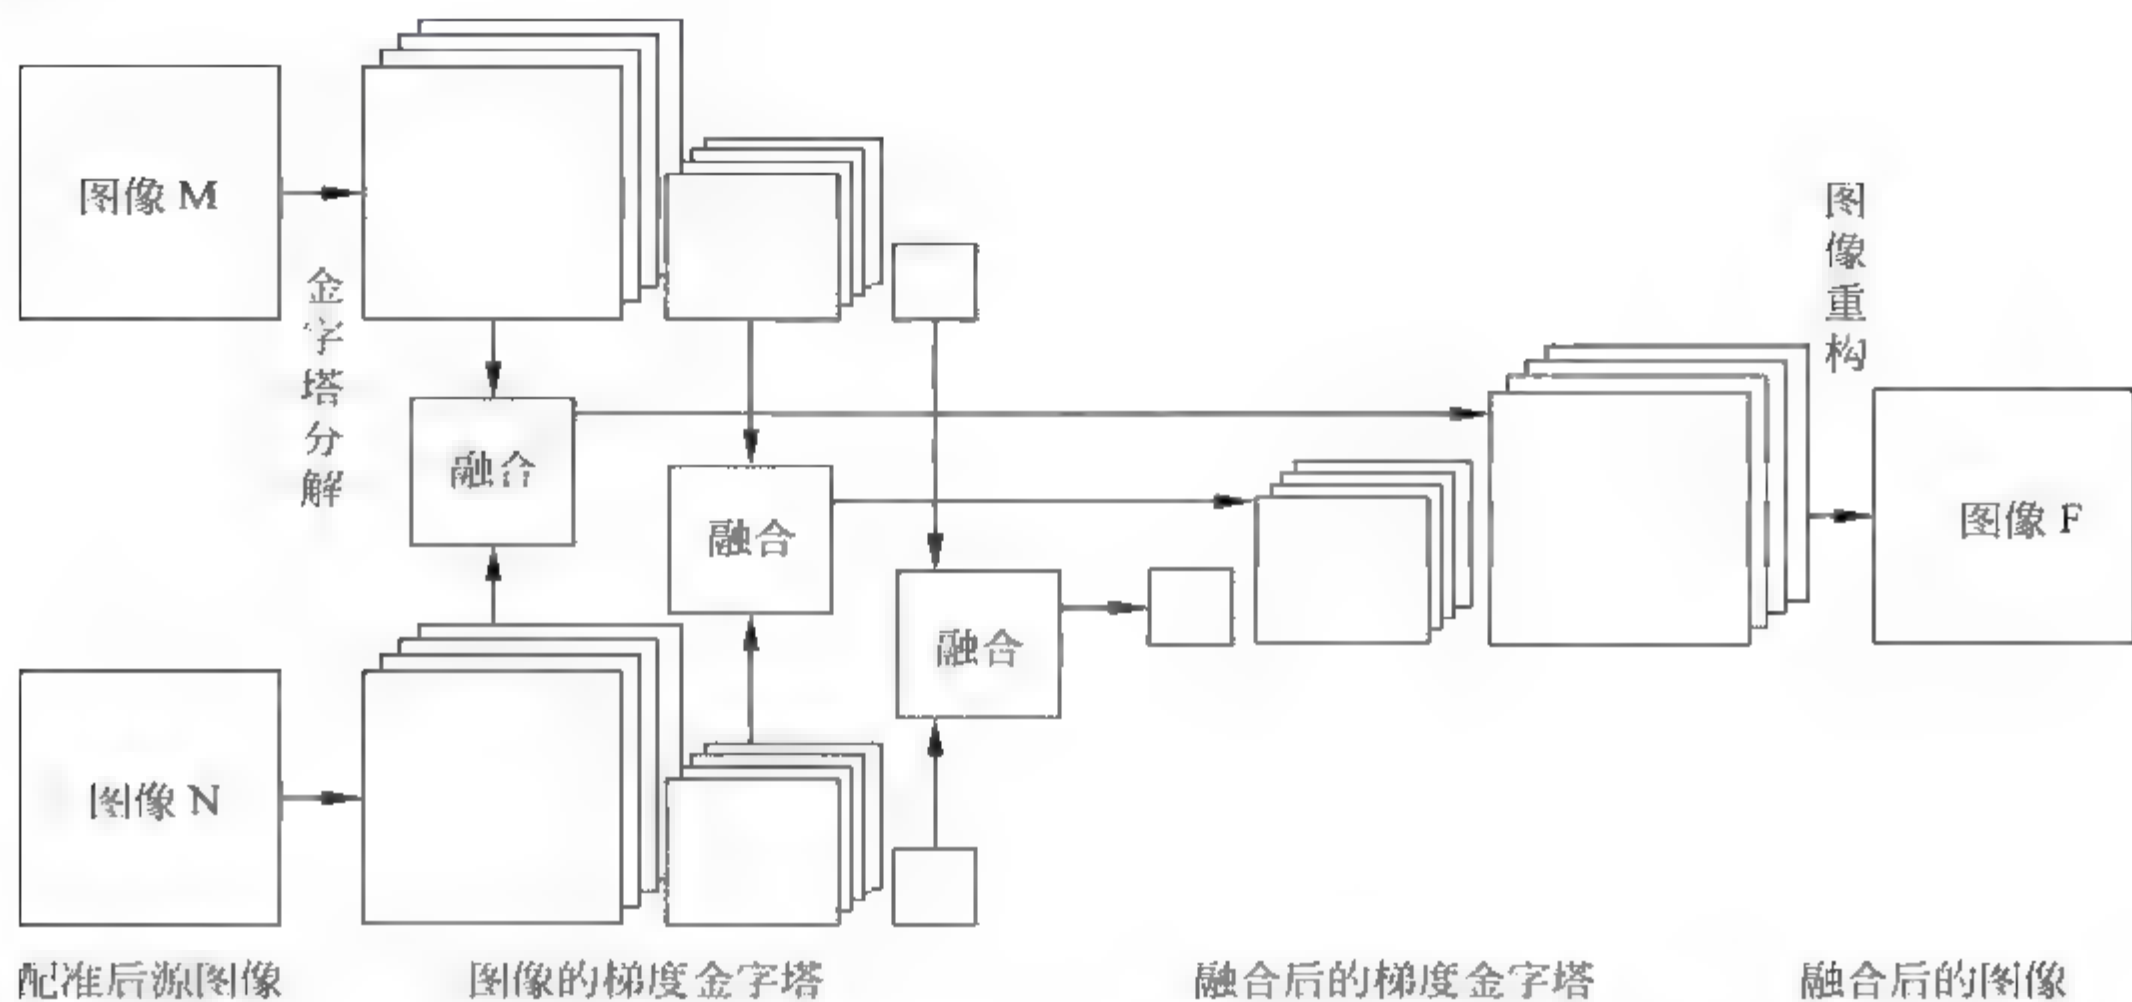 图像 M
金字塔分解
融合
融合
融合
图像 N
图像重构
图像 F
配准后源图像
图像的梯度金字塔
融合后的梯度金字塔
融合后的图像